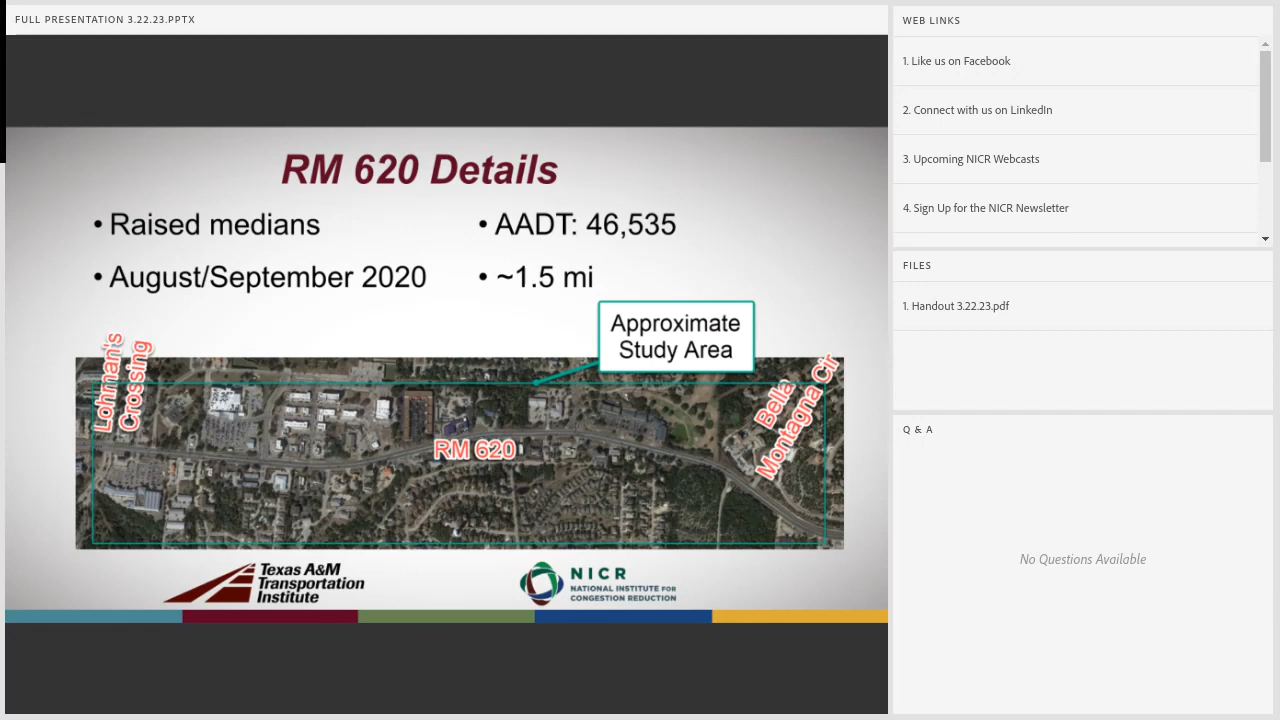 FULL PRESENTATION 3.22.23.PPTX
RM 620 Details
• Raised medians
• August/September 2020
• AADT: 46,535
• ~1.5 mi
Approximate
Study Area
Lohman's
Crossing
RM 620
Bella
Montagna Cir
Texas A&M
Transportation
Institute
NICR
NATIONAL INSTITUTE FOR
CONGESTION REDUCTION
WEB LINKS
1. Like us on Facebook
2. Connect with us on LinkedIn
3. Upcoming NICR Webcasts
4. Sign Up for the NICR Newsletter
FILES
1. Handout 3.22.23.pdf
Q & A
No Questions Available